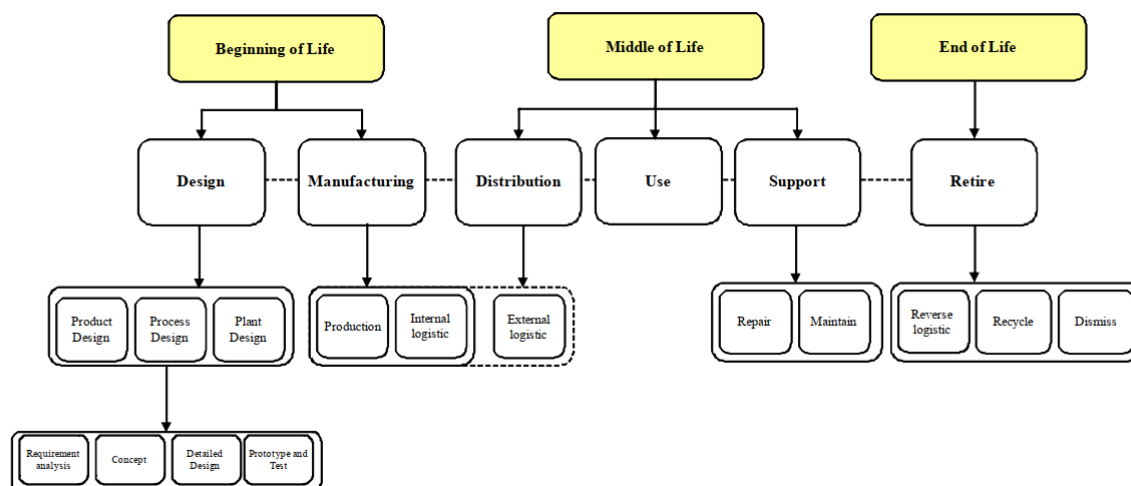 Beginning of Life
Middle of Life
End of Life
Design
Manufacturing
Distribution
Use
Support
Retire
Product
Design
Process
Design
Plant
Design
Production
Internal
logistic
External
logistic
Repair
Maintain
Reverse
logistic
Recycle
Dismiss
Requirement
analysis
Concept
Detailed
Design
Prototype and
Test